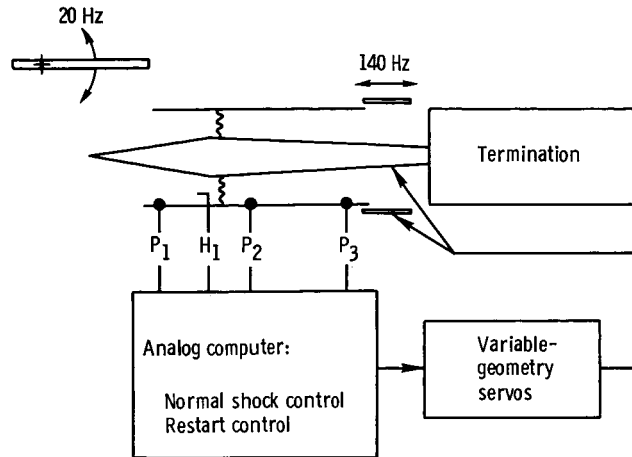 20 Hz
140 Hz
Termination
P1 H1 P2 P3
Analog computer:
Normal shock control
Restart control
Variable-
geometry
servos